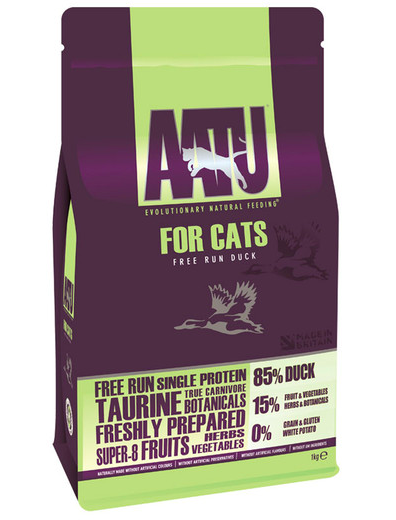 AATU
EVOLUTIONARY NATURAL FEEDING
FOR CATS
FREE RUN DUCK
MADE IN
BRITAIN
FREE RUN SINGLE PROTEIN
TAURINE TRUE CARNIVORE
BOTANICALS
FRESHLY PREPARED
SUPER-8 FRUITS HERBS
VEGETABLES
85% DUCK
15% FRUIT & VEGETABLES
HERBS & BOTANICALS
0% GRAIN & GLUTEN
WHITE POTATO
NATURALLY MADE WITHOUT ARTIFICIAL COLOURS
WITHOUT ARTIFICIAL PRESERVATIVES
WITHOUT ARTIFICIAL FLAVOURS
1kg e